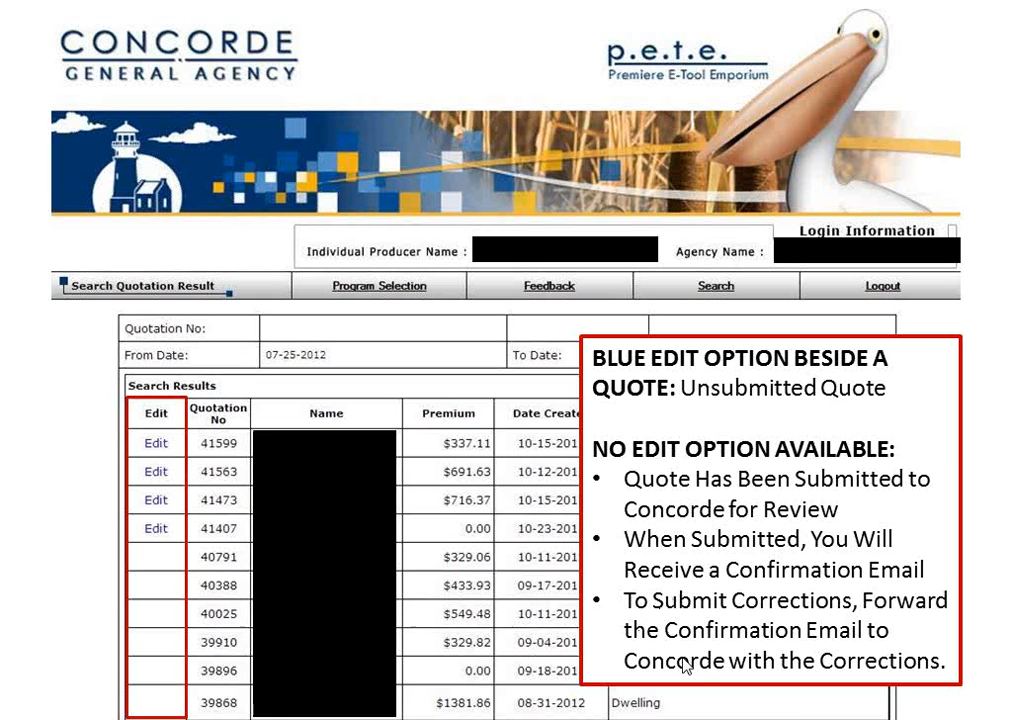 CONCORDE
GENERAL AGENCY
p.e.t.e.
Premiere E-Tool Emporium
Login Information
Individual Producer Name :
Agency Name :
Search Quotation Result
Program Selection
Feedback
Search
Logout
Quotation No:
From Date: 07-25-2012 To Date:
Search Results
Edit Quotation No Name Premium Date Create
Edit 41599 $337.11 10-15-201
Edit 41563 $691.63 10-12-201
Edit 41473 $716.37 10-15-201
Edit 41407 0.00 10-23-201
40791 $329.06 10-11-201
40388 $433.93 09-17-201
40025 $549.48 10-11-201
39910 $329.82 09-04-201
39896 0.00 09-18-201
39868 $1381.86 08-31-2012 Dwelling
BLUE EDIT OPTION BESIDE A
QUOTE: Unsubmitted Quote
NO EDIT OPTION AVAILABLE:
• Quote Has Been Submitted to
Concorde for Review
• When Submitted, You Will
Receive a Confirmation Email
• To Submit Corrections, Forward
the Confirmation Email to
Concorde with the Corrections.